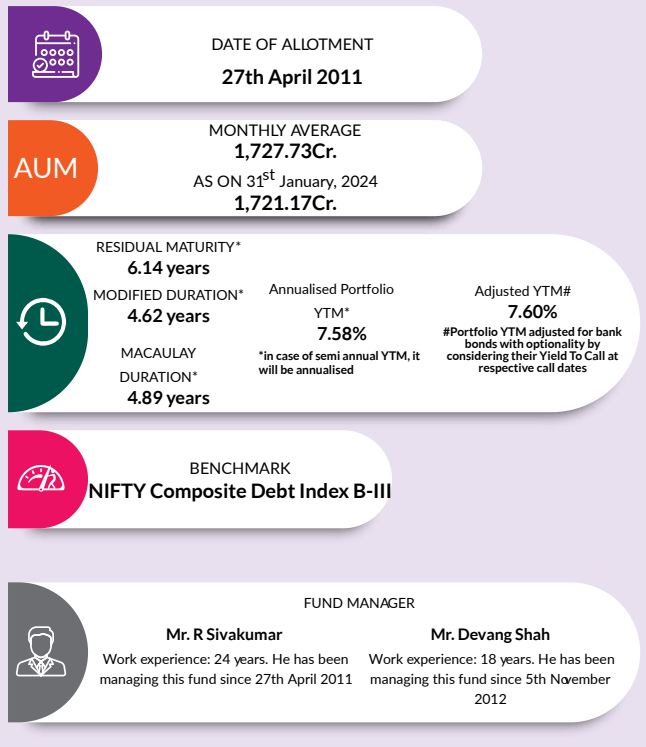 DATE OF ALLOTMENT
27th April 2011
AUM
MONTHLY AVERAGE
1,727.73Cr.
AS ON 31st January, 2024
1,721.17Cr.
RESIDUAL MATURITY*
6.14 years
MODIFIED DURATION*
4.62 years
MACAULAY
DURATION*
4.89 years
Annualised Portfolio
YTM*
7.58%
*in case of semi annual YTM, it
will be annualised
Adjusted YTM#
7.60%
#Portfolio YTM adjusted for bank
bonds with optionality by
considering their Yield To Call at
respective call dates
BENCHMARK
NIFTY Composite Debt Index B-III
FUND MANAGER
Mr. R Sivakumar
Work experience: 24 years. He has been
managing this fund since 27th April 2011
Mr. Devang Shah
Work experience: 18 years. He has been
managing this fund since 5th November
2012